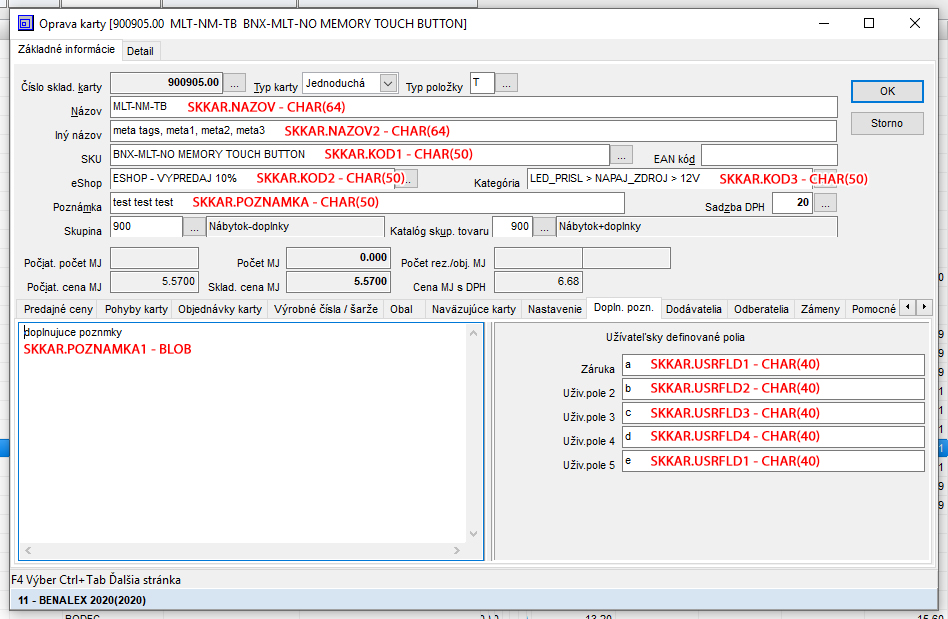 Oprava karty [900905.00 MLT-NM-TB BNX-MLT-NO MEMORY TOUCH BUTTON]
Základné informácie Detail
Číslo sklad. karty 900905.00 ... Typ karty Jednoduchá Typ položky T ... OK
Názov MLT-NM-TB SKKAR.NAZOV - CHAR(64)
Storno
Iný názov meta tags, meta1, meta2, meta3 SKKAR.NAZOV2 - CHAR(64)
SKU BNX-MLT-NO MEMORY TOUCH BUTTON SKKAR.KOD1 - CHAR(50) ... EAN kód
eShop ESHOP - VYPREDAJ 10% SKKAR.KOD2 - CHAR(50) ... Kategória LED_PRISL > NAPAJ_ZDROJ > 12V SKKAR.KOD3 - CHAR(50)
Poznámka test test test SKKAR.POZNAMKA - CHAR(50) Sadzba DPH 20 ...
Skupina 900 ... Nábytok-doplnky Katalóg skup. tovaru 900 ... Nábytok+doplnky
Počjat. počet MJ Počet MJ 0.000 Počet rez./obj. MJ
Počjat. cena MJ 5.5700 Sklad. cena MJ 5.5700 Cena MJ s DPH 6.68
Predajné ceny Pohyby karty Objednávky karty Výrobné čísla / šarže Obal Naväzujúce karty Nastavenie Dopln. pozn. Dodávatelia Odberatelia Zámeny Pomocné
doplnujuce poznmky
SKKAR.POZNAMKA1 - BLOB
Užívateľsky definované polia
Záruka a SKKAR.USRFLD1 - CHAR(40)
Uživ.pole 2 b SKKAR.USRFLD2 - CHAR(40)
Uživ.pole 3 c SKKAR.USRFLD3 - CHAR(40)
Uživ.pole 4 d SKKAR.USRFLD4 - CHAR(40)
Uživ.pole 5 e SKKAR.USRFLD1 - CHAR(40)
F4 Výber Ctrl+Tab Ďalšia stránka
11 - BENALEX 2020(2020)